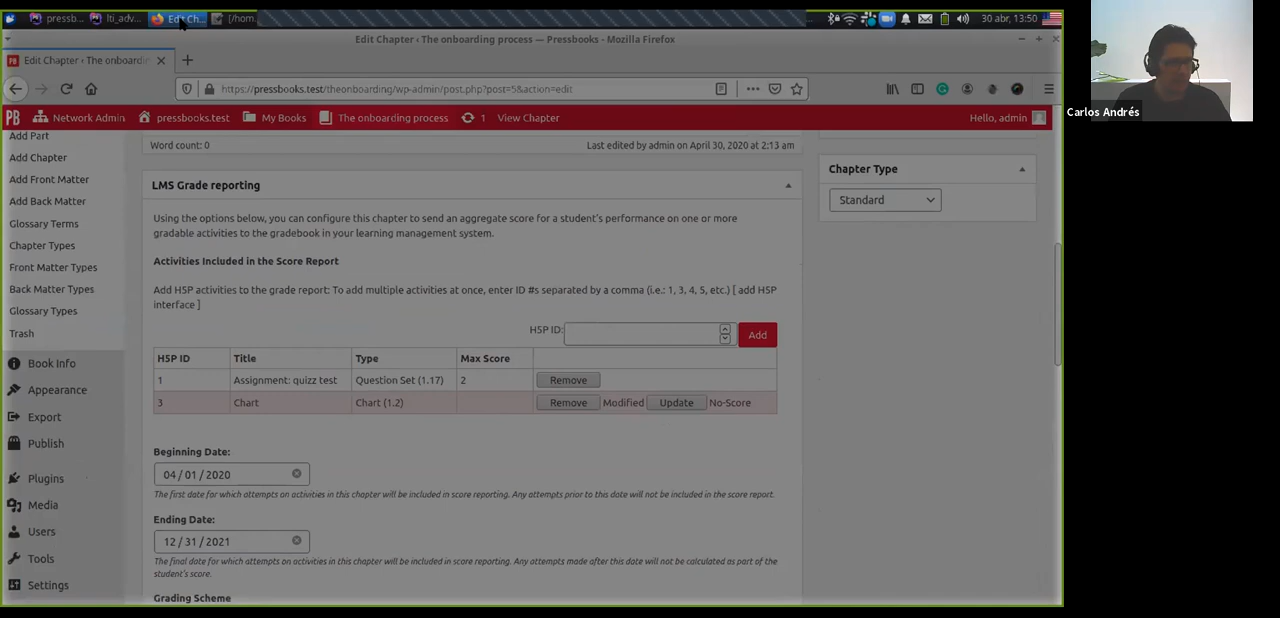 pressb... lti_adv... Edit Ch... [/hom... 30 abr, 13:50
Edit Chapter ‹ The onboarding process — Pressbooks - Mozilla Firefox
Edit Chapter ‹ The onboardin
https://pressbooks.test/theonboarding/wp-admin/post.php?post=5&action=edit
Network Admin pressbooks.test My Books The onboarding process 1 View Chapter Hello, admin
Carlos Andrés
Add Part
Add Chapter
Add Front Matter
Add Back Matter
Glossary Terms
Chapter Types
Front Matter Types
Back Matter Types
Glossary Types
Trash
Book Info
Appearance
Export
Publish
Plugins
Media
Users
Tools
Settings
Word count: 0 Last edited by admin on April 30, 2020 at 2:13 am
LMS Grade reporting
Using the options below, you can configure this chapter to send an aggregate score for a student's performance on one or more
gradable activities to the gradebook in your learning management system.
Activities Included in the Score Report
Add H5P activities to the grade report: To add multiple activities at once, enter ID #s separated by a comma (i.e.: 1, 3, 4, 5, etc.) [ add H5P
interface ]
H5P ID: Add
H5P ID Title Type Max Score
1 Assignment: quizz test Question Set (1.17) 2 Remove
3 Chart Chart (1.2) Remove Modified Update No-Score
Beginning Date:
04 / 01 / 2020
The first date for which attempts on activities in this chapter will be included in score reporting. Any attempts prior to this date will not be included in the score report.
Ending Date:
12 / 31 / 2021
The final date for which attempts on activities in this chapter will be included in score reporting. Any attempts made after this date will not be calculated as part of the
student's score.
Grading Scheme
Chapter Type
Standard